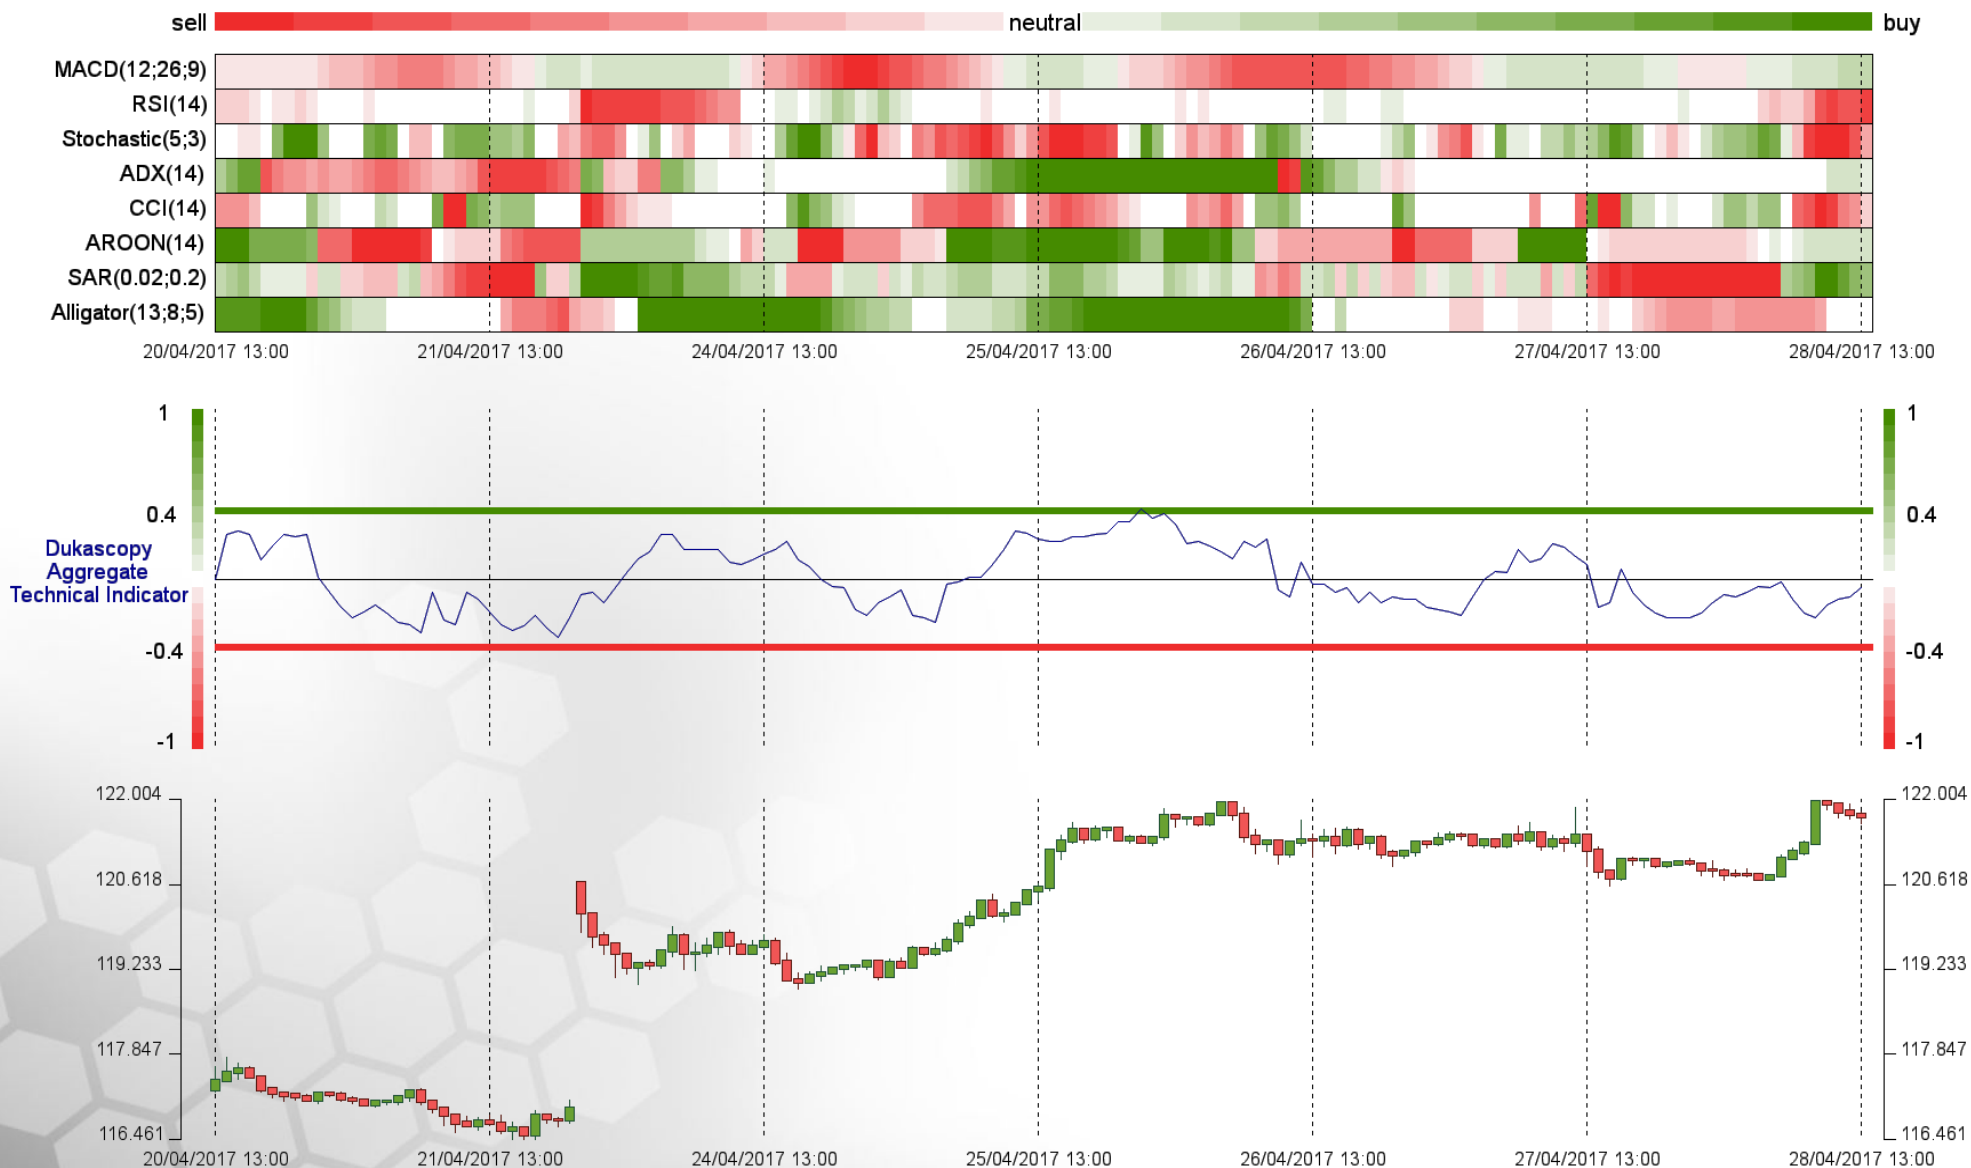 sell neutral buy
MACD(12;26;9)
RSI(14)
Stochastic(5;3)
ADX(14)
CCI(14)
AROON(14)
SAR(0.02;0.2)
Alligator(13;8;5)
20/04/2017 13:00 21/04/2017 13:00 24/04/2017 13:00 25/04/2017 13:00 26/04/2017 13:00 27/04/2017 13:00 28/04/2017 13:00
1 1
0.4 0.4
Dukascopy
Aggregate
Technical Indicator
-0.4 -0.4
-1 -1
122.004 122.004
120.618 120.618
119.233 119.233
117.847 117.847
116.461 116.461
20/04/2017 13:00 21/04/2017 13:00 24/04/2017 13:00 25/04/2017 13:00 26/04/2017 13:00 27/04/2017 13:00 28/04/2017 13:00